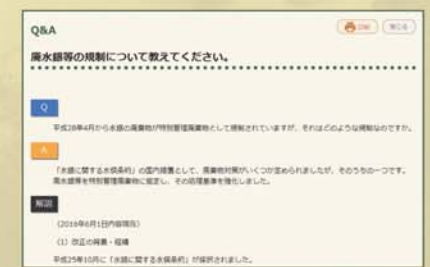 Q&A
印刷
閉じる
廃水銀等の規制について教えてください。
Q
平成28年4月から水銀の廃棄物が特別管理廃棄物として規制されていますが、それはどのような規制なのですか。
A
「水銀に関する水俣条約」の国内措置として、廃棄物対策がいくつか定められましたが、そのうちの一つです。
廃水銀等を特別管理廃棄物に指定し、その処理基準を強化しました。
解説
(2016年6月1日内容現在)
(1) 改正の背景・経緯
平成25年10月に「水銀に関する水俣条約」が採択されました。